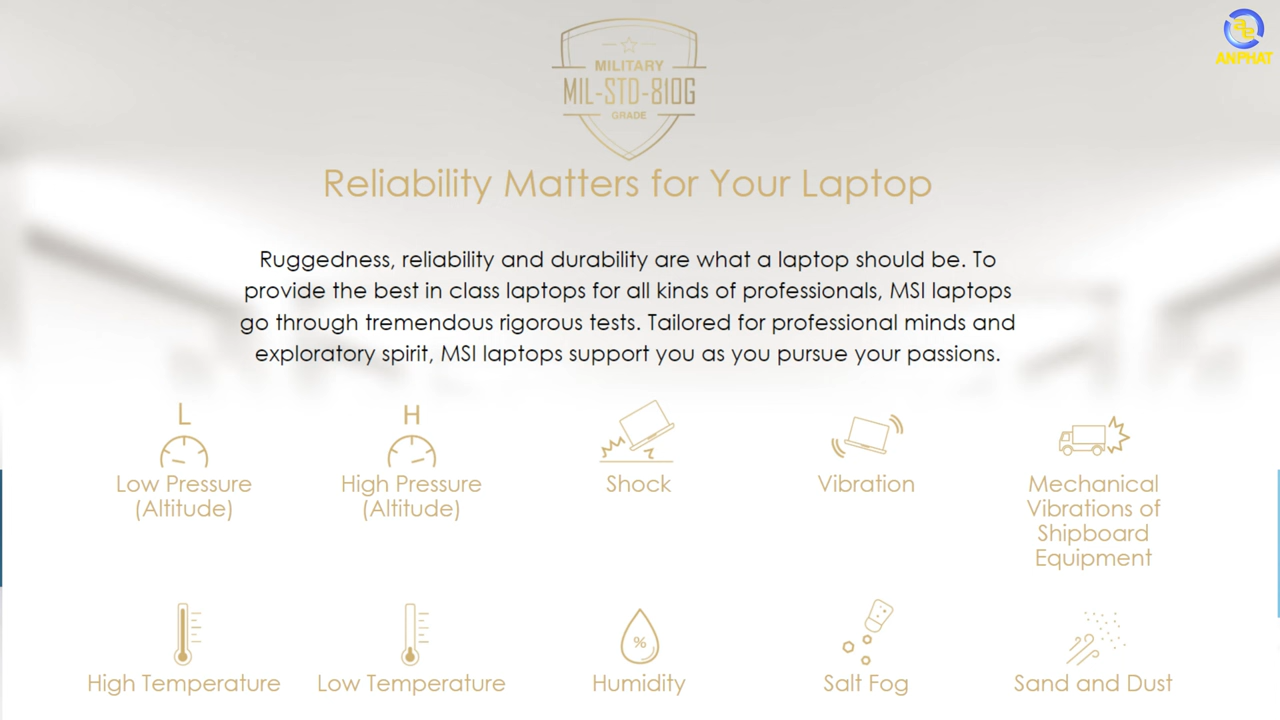 MILITARY
MIL-STD-810G
GRADE
ANPHAT
Reliability Matters for Your Laptop
Ruggedness, reliability and durability are what a laptop should be. To
provide the best in class laptops for all kinds of professionals, MSI laptops
go through tremendous rigorous tests. Tailored for professional minds and
exploratory spirit, MSI laptops support you as you pursue your passions.
L
H
Low Pressure
(Altitude)
High Pressure
(Altitude)
Shock
Vibration
Mechanical
Vibrations of
Shipboard
Equipment
High Temperature
Low Temperature
%
Humidity
Salt Fog
Sand and Dust